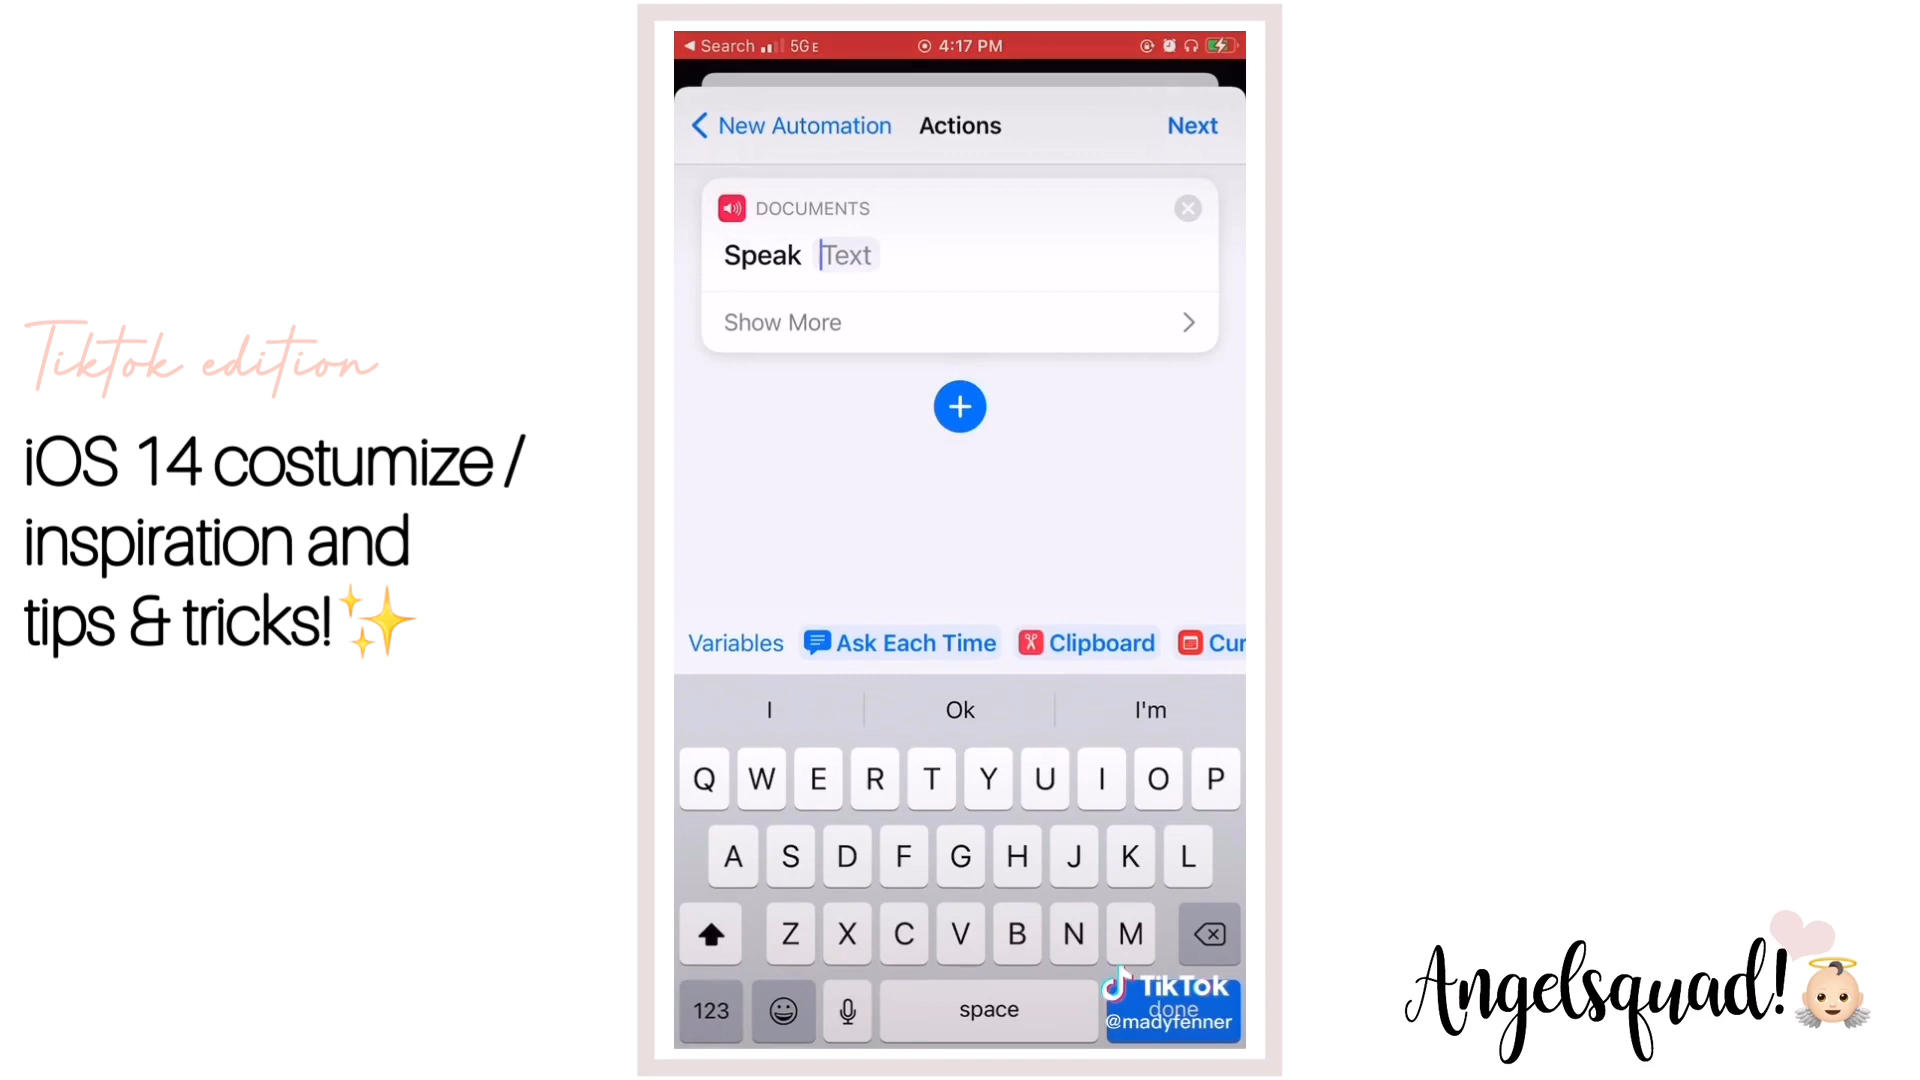 Search 5GE 4:17 PM
New Automation Actions Next
DOCUMENTS
Speak Text
Show More
Tiktok edition
iOS 14 costumize /
inspiration and
tips & tricks!
Variables Ask Each Time Clipboard Cur
I Ok I'm
Q W E R T Y U I O P
A S D F G H J K L
Z X C V B N M
123 space done
TikTok
@madyfenner
Angelsquad!